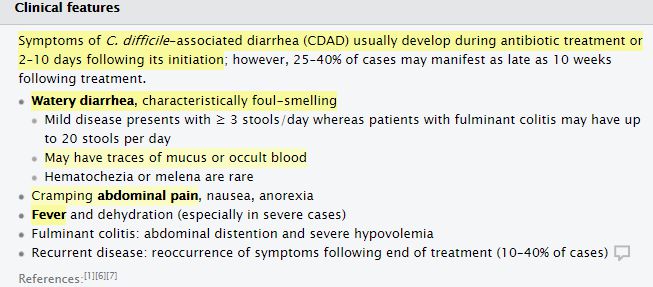 Clinical features
Symptoms of C. difficile-associated diarrhea (CDAD) usually develop during antibiotic treatment or
2-10 days following its initiation; however, 25-40% of cases may manifest as late as 10 weeks
following treatment.
Watery diarrhea, characteristically foul-smelling
Mild disease presents with ≥ 3 stools/day whereas patients with fulminant colitis may have up
to 20 stools per day
May have traces of mucus or occult blood
Hematochezia or melena are rare
Cramping abdominal pain, nausea, anorexia
Fever and dehydration (especially in severe cases)
Fulminant colitis: abdominal distention and severe hypovolemia
Recurrent disease: reoccurrence of symptoms following end of treatment (10-40% of cases)
References:[1][6][7]